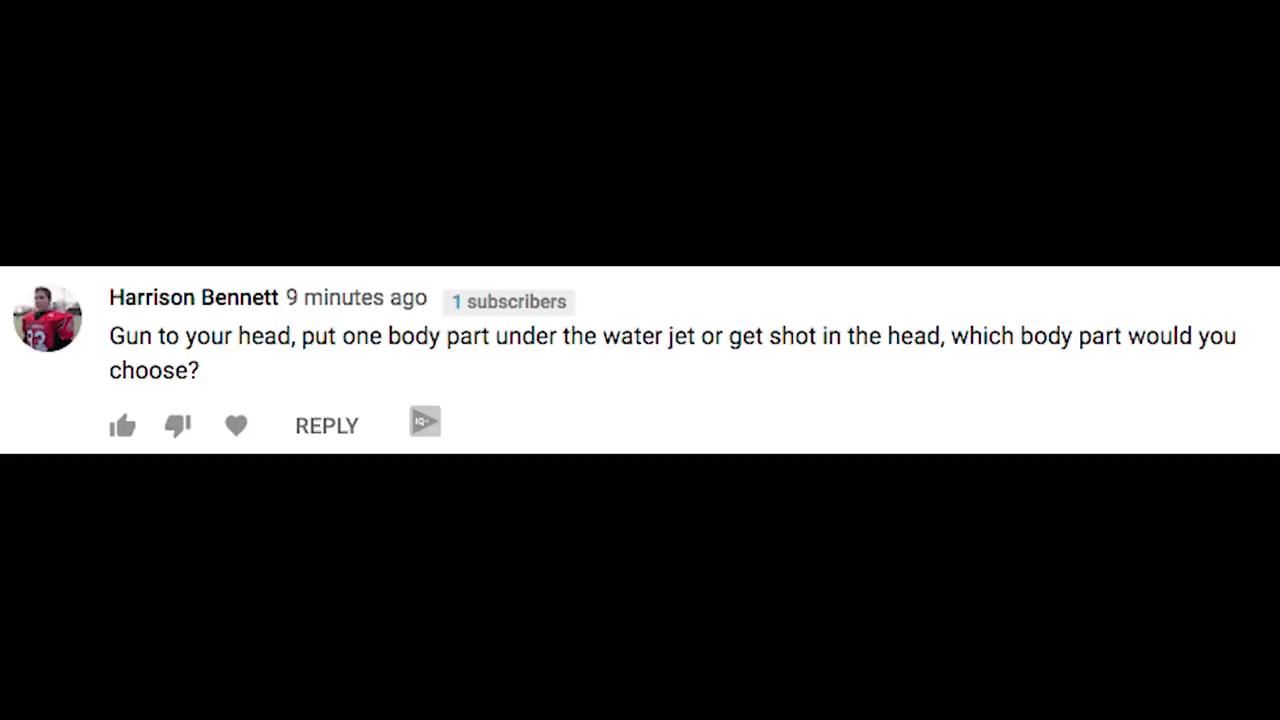 Harrison Bennett 9 minutes ago 1 subscribers
Gun to your head, put one body part under the water jet or get shot in the head, which body part would you
choose?
REPLY IQ